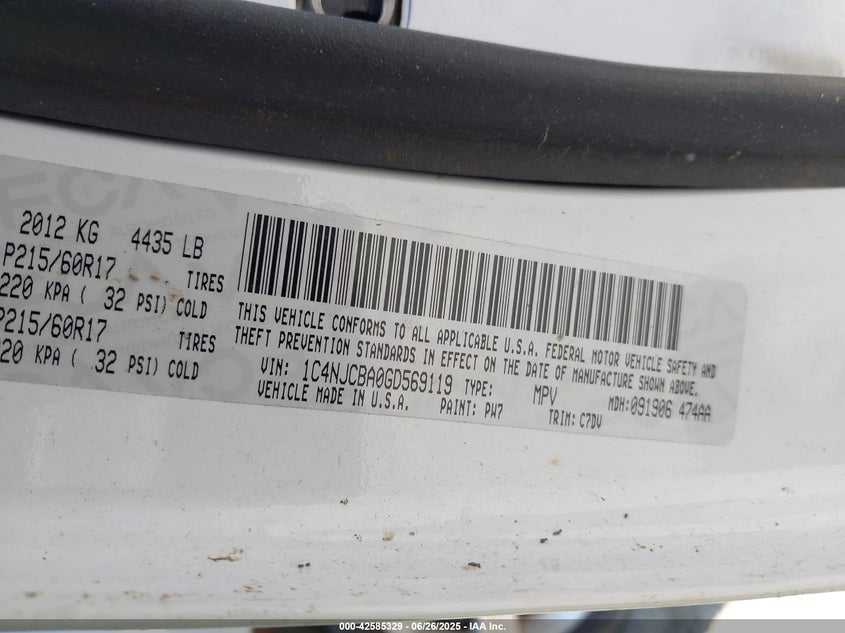 2012 KG 4435 LB
P215/60R17 TIRES
220 KPA ( 32 PSI) COLD
P215/60R17 TIRES
220 KPA ( 32 PSI) COLD
THIS VEHICLE CONFORMS TO ALL APPLICABLE U.S.A. FEDERAL MOTOR VEHICLE SAFETY AND
THEFT PREVENTION STANDARDS IN EFFECT ON THE DATE OF MANUFACTURE SHOWN ABOVE.
VIN: 1C4NJCBA0GD569119 TYPE: MPV MDH:091906 474AA
VEHICLE MADE IN U.S.A. PAINT: PW7 TRIM: C7DV
000-42585329 - 06/26/2025 - IAA Inc.